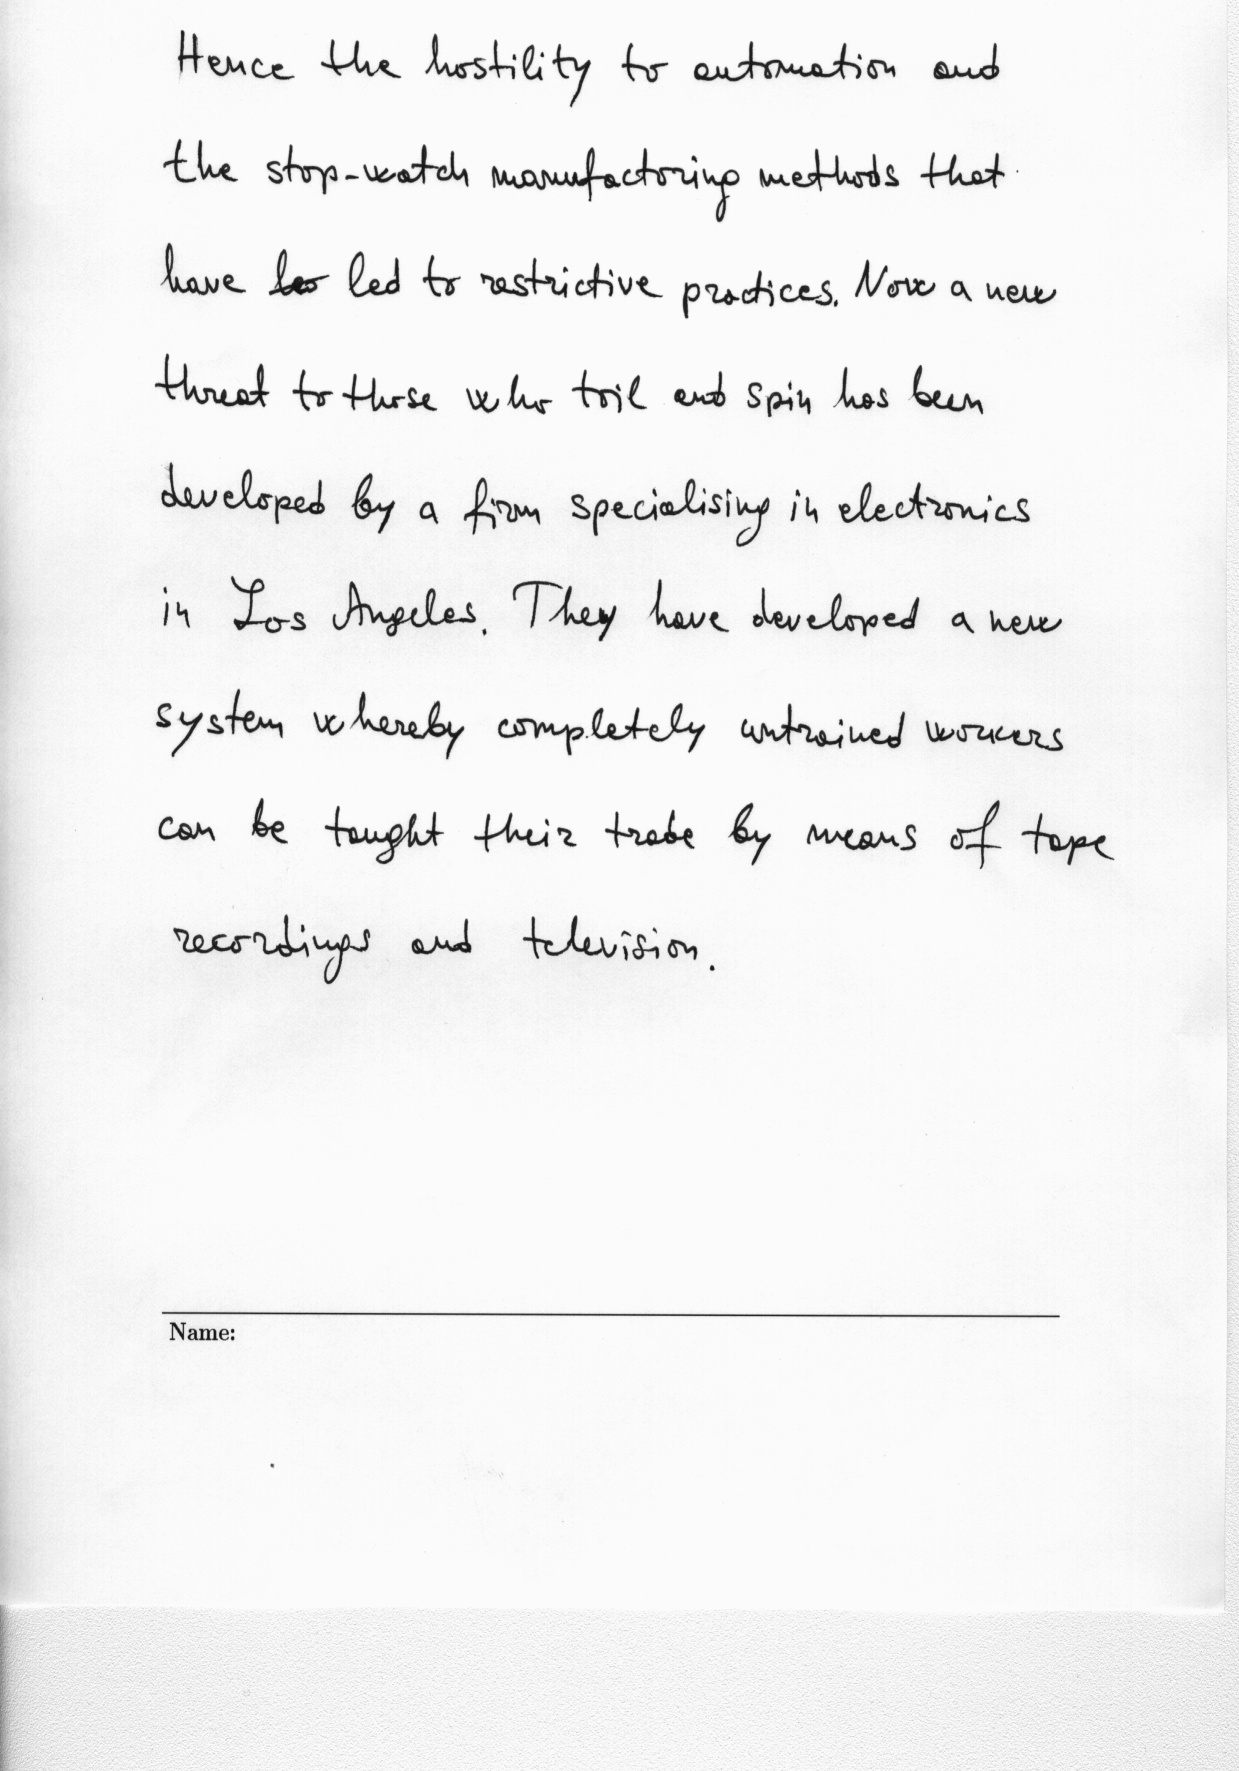 Hence the hostility to automation and
the stop-watch manufactoring methods that
have led to restrictive practices. Now a new
threat to those who toil and spin has been
developed by a firm specialising in electronics
in Los Angeles. They have developed a new
system whereby completely untrained workers
can be taught their trade by means of tape
recordings and television.
Name: